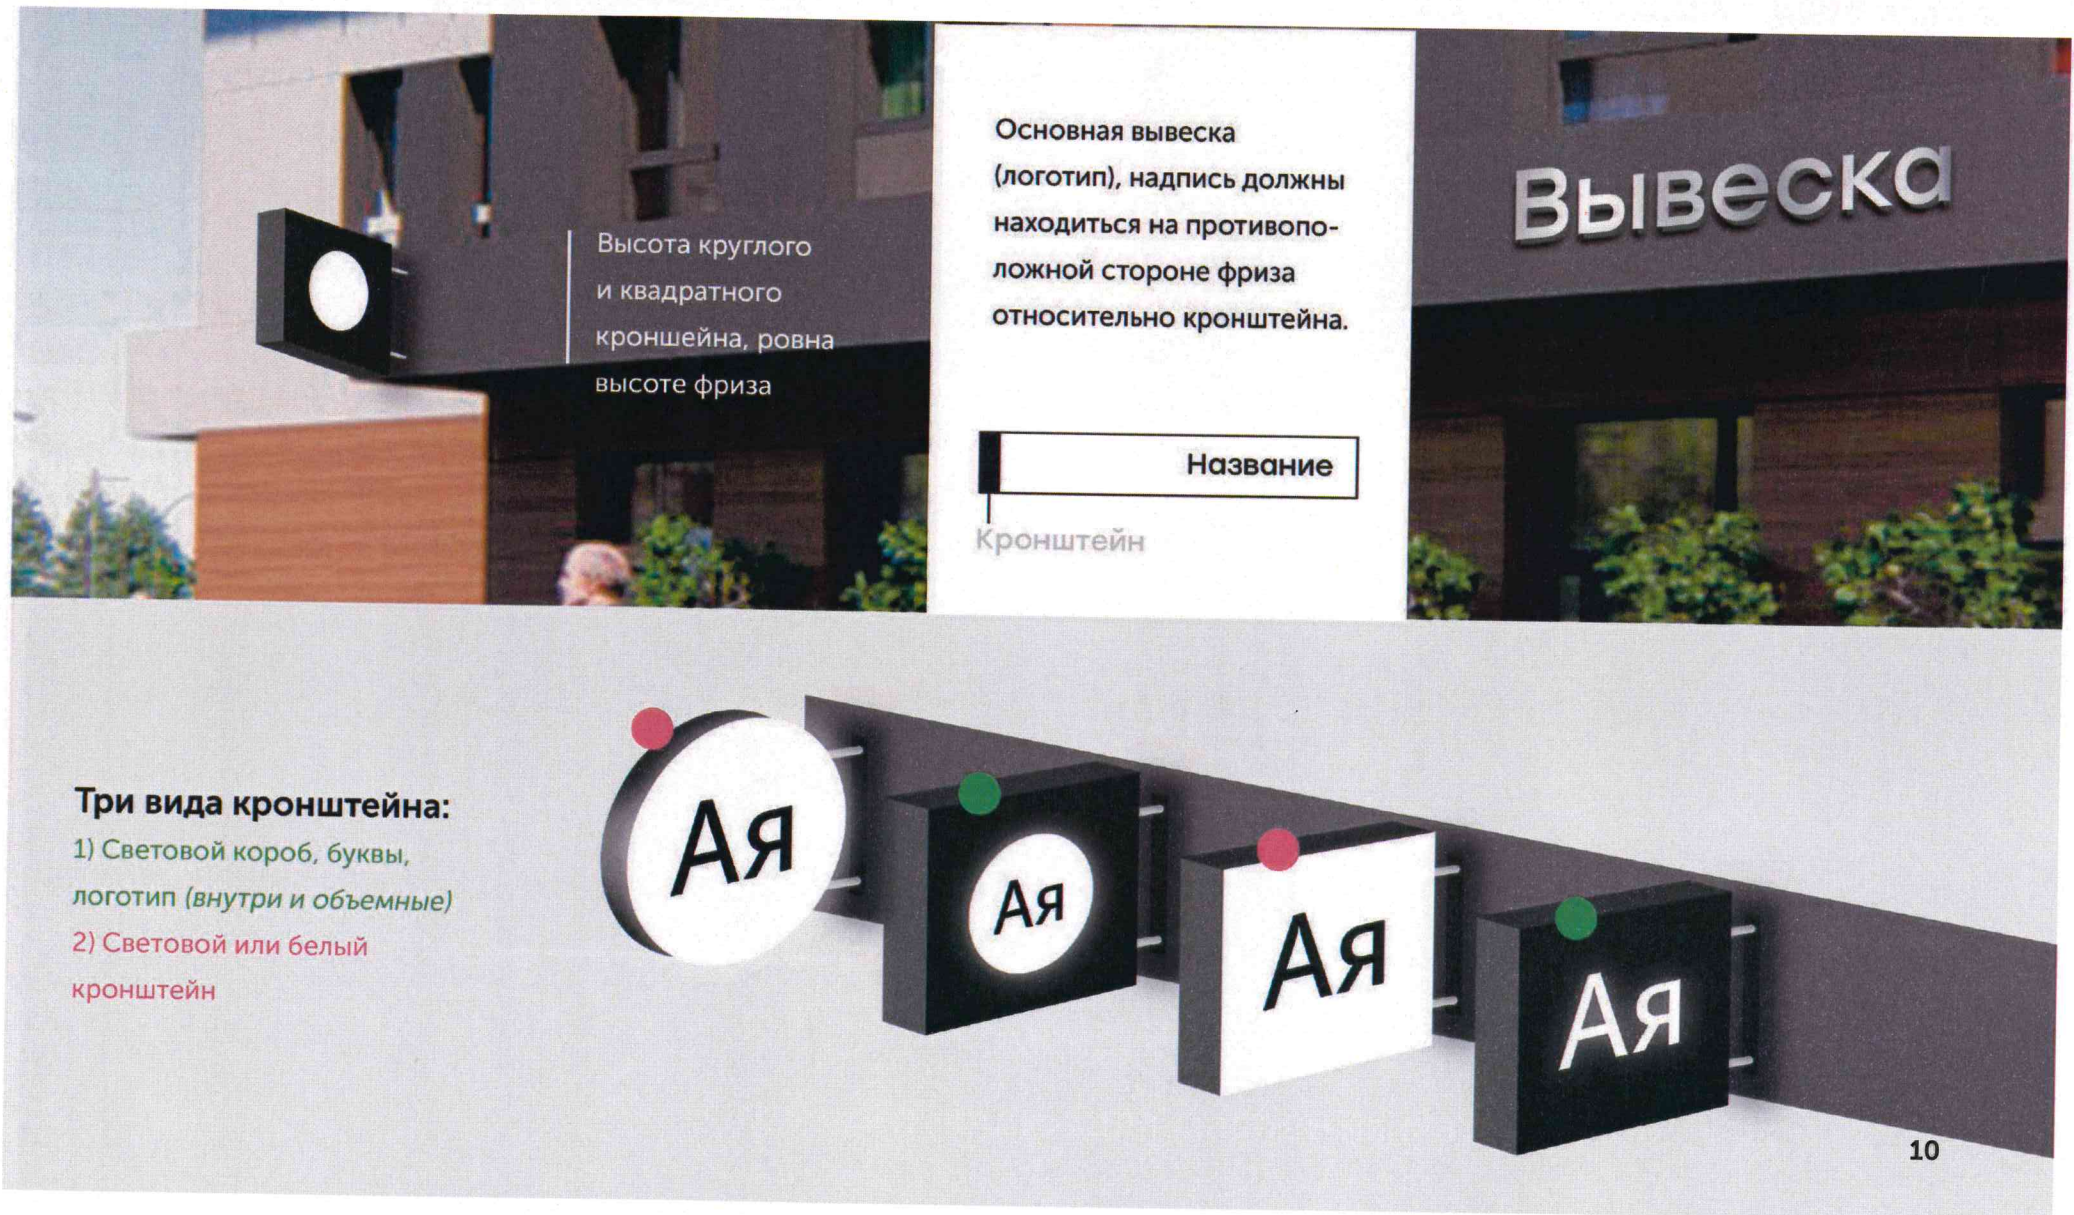 Высота круглого
и квадратного
кроншейна, ровна
высоте фриза
Основная вывеска
(логотип), надпись должны
находиться на противопо-
ложной стороне фриза
относительно кронштейна.
Название
Кронштейн
Вывеска
Три вида кронштейна:
1) Световой короб, буквы,
логотип (внутри и объемные)
2) Световой или белый
кронштейн
Ая
Ая
Ая
Ая
10